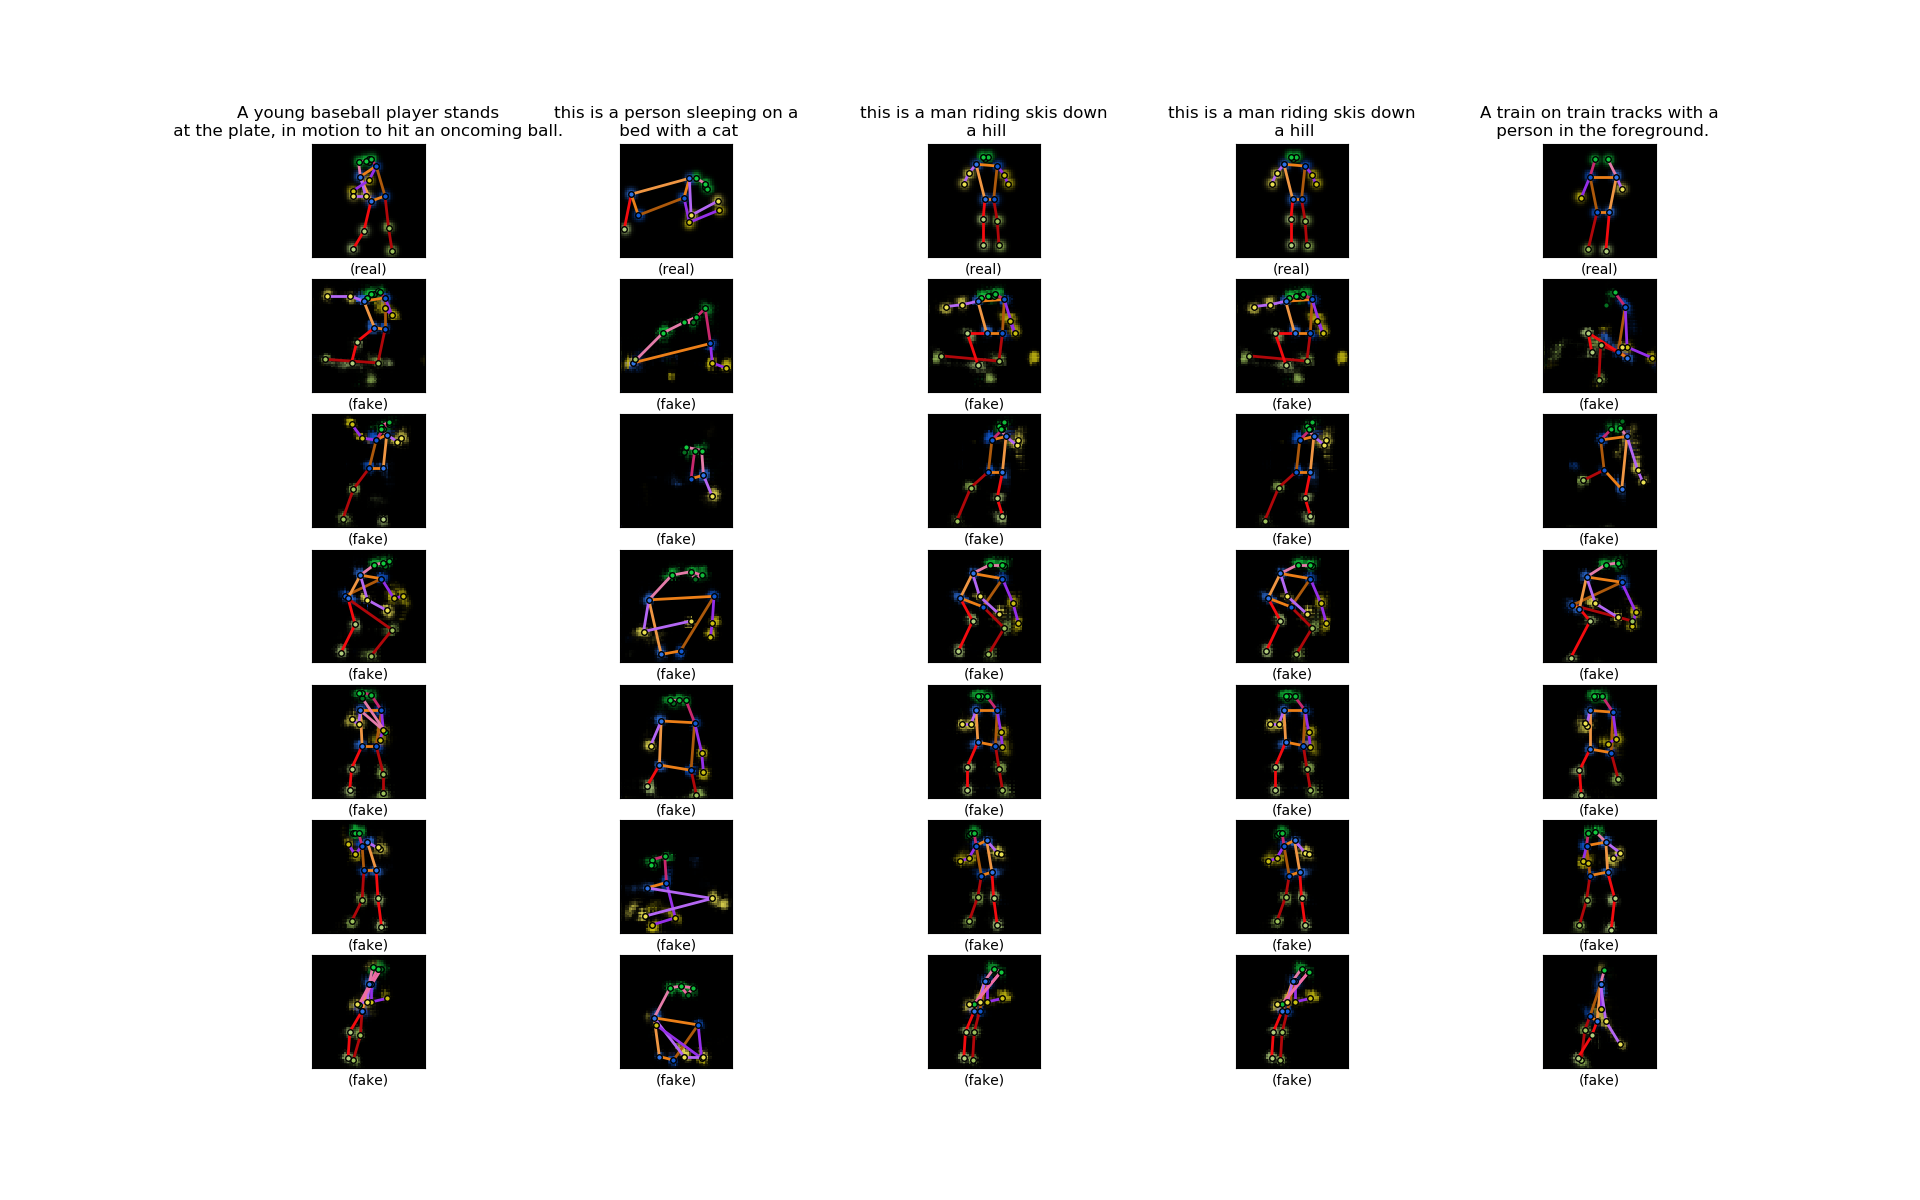 A young baseball player stands
at the plate, in motion to hit an oncoming ball.
this is a person sleeping on a
bed with a cat
this is a man riding skis down
a hill
this is a man riding skis down
a hill
A train on train tracks with a
person in the foreground.
(real) (real) (real) (real) (real)
(fake) (fake) (fake) (fake) (fake)
(fake) (fake) (fake) (fake) (fake)
(fake) (fake) (fake) (fake) (fake)
(fake) (fake) (fake) (fake) (fake)
(fake) (fake) (fake) (fake) (fake)
(fake) (fake) (fake) (fake) (fake)